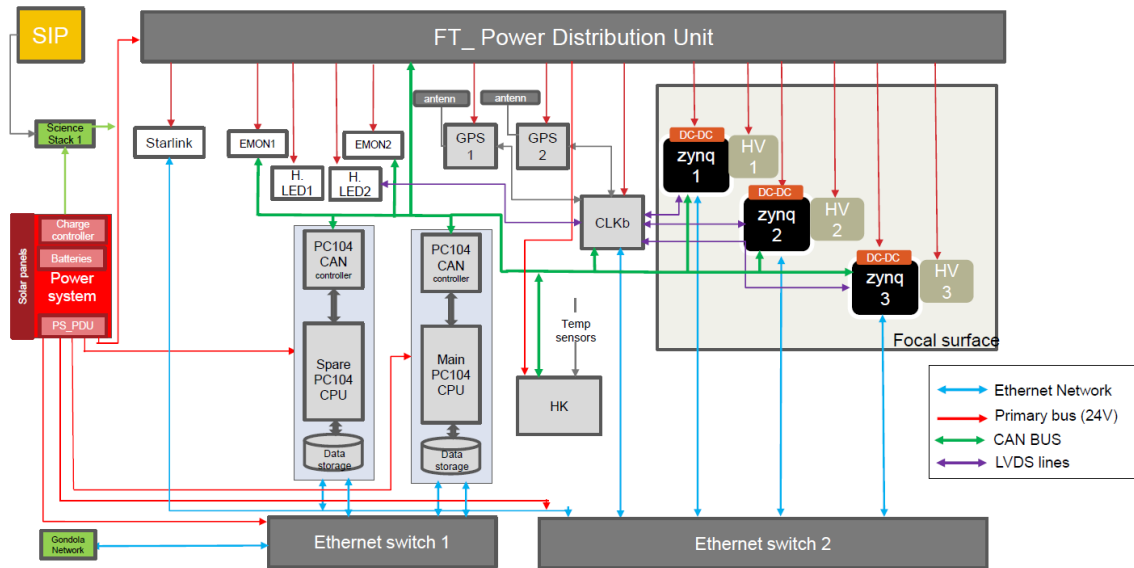 SIP
FT_ Power Distribution Unit
Science
Stack 1
Starlink
EMON1
EMON2
H.
LED1
H.
LED2
antenn
antenn
GPS
1
GPS
2
CLKb
DC-DC
zynq
1
HV
1
DC-DC
zynq
2
HV
2
DC-DC
zynq
3
HV
3
Focal surface
Solar panels
Charge
controller
Batteries
Power
system
PS_PDU
PC104
CAN
controller
PC104
CAN
controller
Spare
PC104
CPU
Main
PC104
CPU
Data
storage
Data
storage
Temp
sensors
HK
Ethernet Network
Primary bus (24V)
CAN BUS
LVDS lines
Gondola
Network
Ethernet switch 1
Ethernet switch 2